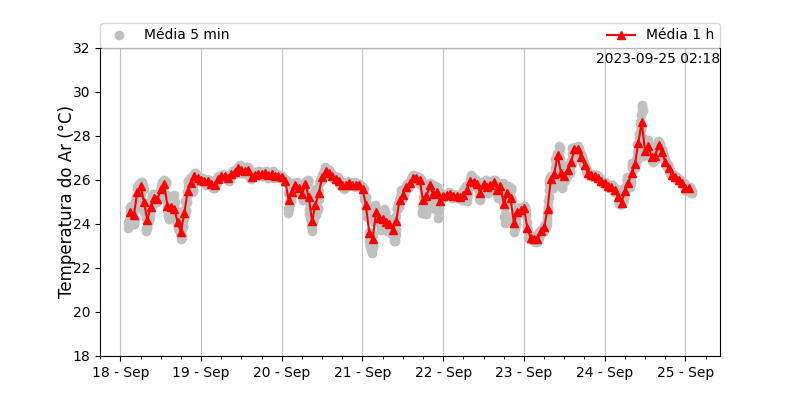 Média 5 min
Média 1 h
2023-09-25 02:18
Temperatura do Ar (°C)
32
30
28
26
24
22
20
18
18 - Sep
19 - Sep
20 - Sep
21 - Sep
22 - Sep
23 - Sep
24 - Sep
25 - Sep